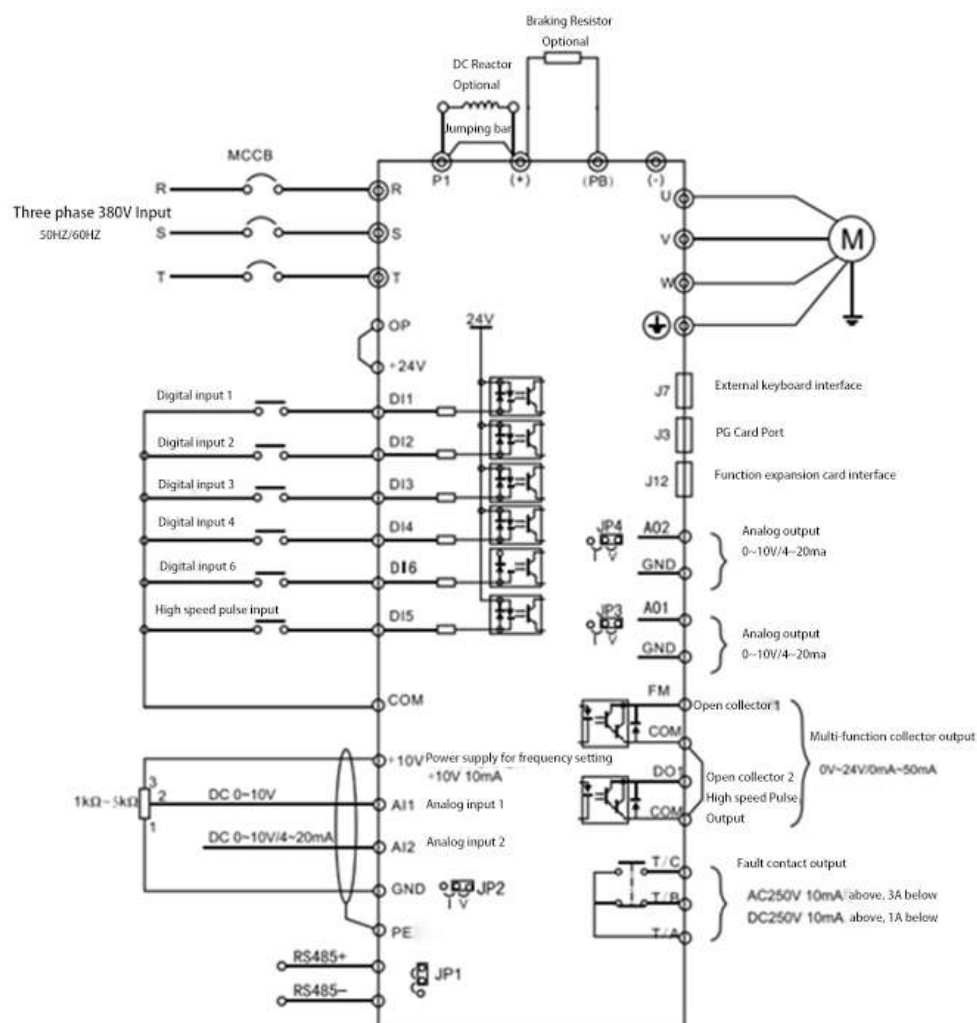 Braking Resistor
Optional
DC Reactor
Optional
Jumping bar
P1
(+)
(PB)
(-)
MCCB
R
R
Three phase 380V Input
50HZ/60HZ
S
S
T
T
U
V
W
M
OP
+24V
24V
Digital input 1
DI1
Digital input 2
DI2
Digital input 3
DI3
Digital input 4
DI4
Digital input 6
DI6
High speed pulse input
DI5
COM
J7
External keyboard interface
J3
PG Card Port
J12
Function expansion card interface
JP4
I V
AO2
GND
Analog output
0~10V/4~20ma
JP3
I V
AO1
GND
Analog output
0~10V/4~20ma
FM
Open collector 1
COM
DO1
Open collector 2
High speed Pulse
Output
COM
Multi-function collector output
0V~24V/0mA~50mA
+10V
Power supply for frequency setting
+10V 10mA
3
1kΩ~5kΩ
2
1
DC 0~10V
AI1
Analog input 1
DC 0~10V/4~20mA
AI2
Analog input 2
GND
JP2
I V
PE
RS485+
RS485-
JP1
T/C
T/B
T/A
Fault contact output
AC250V 10mA above, 3A below
DC250V 10mA above, 1A below